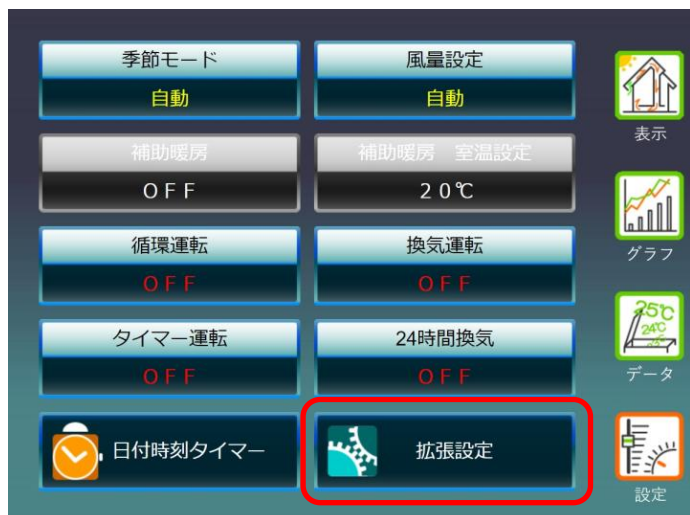 季節モード
風量設定
自動
自動
補助暖房
補助暖房 室温設定
OFF
20℃
循環運転
換気運転
OFF
OFF
タイマー運転
24時間換気
OFF
OFF
日付時刻タイマー
拡張設定
表示
グラフ
25℃
24℃
データ
設定